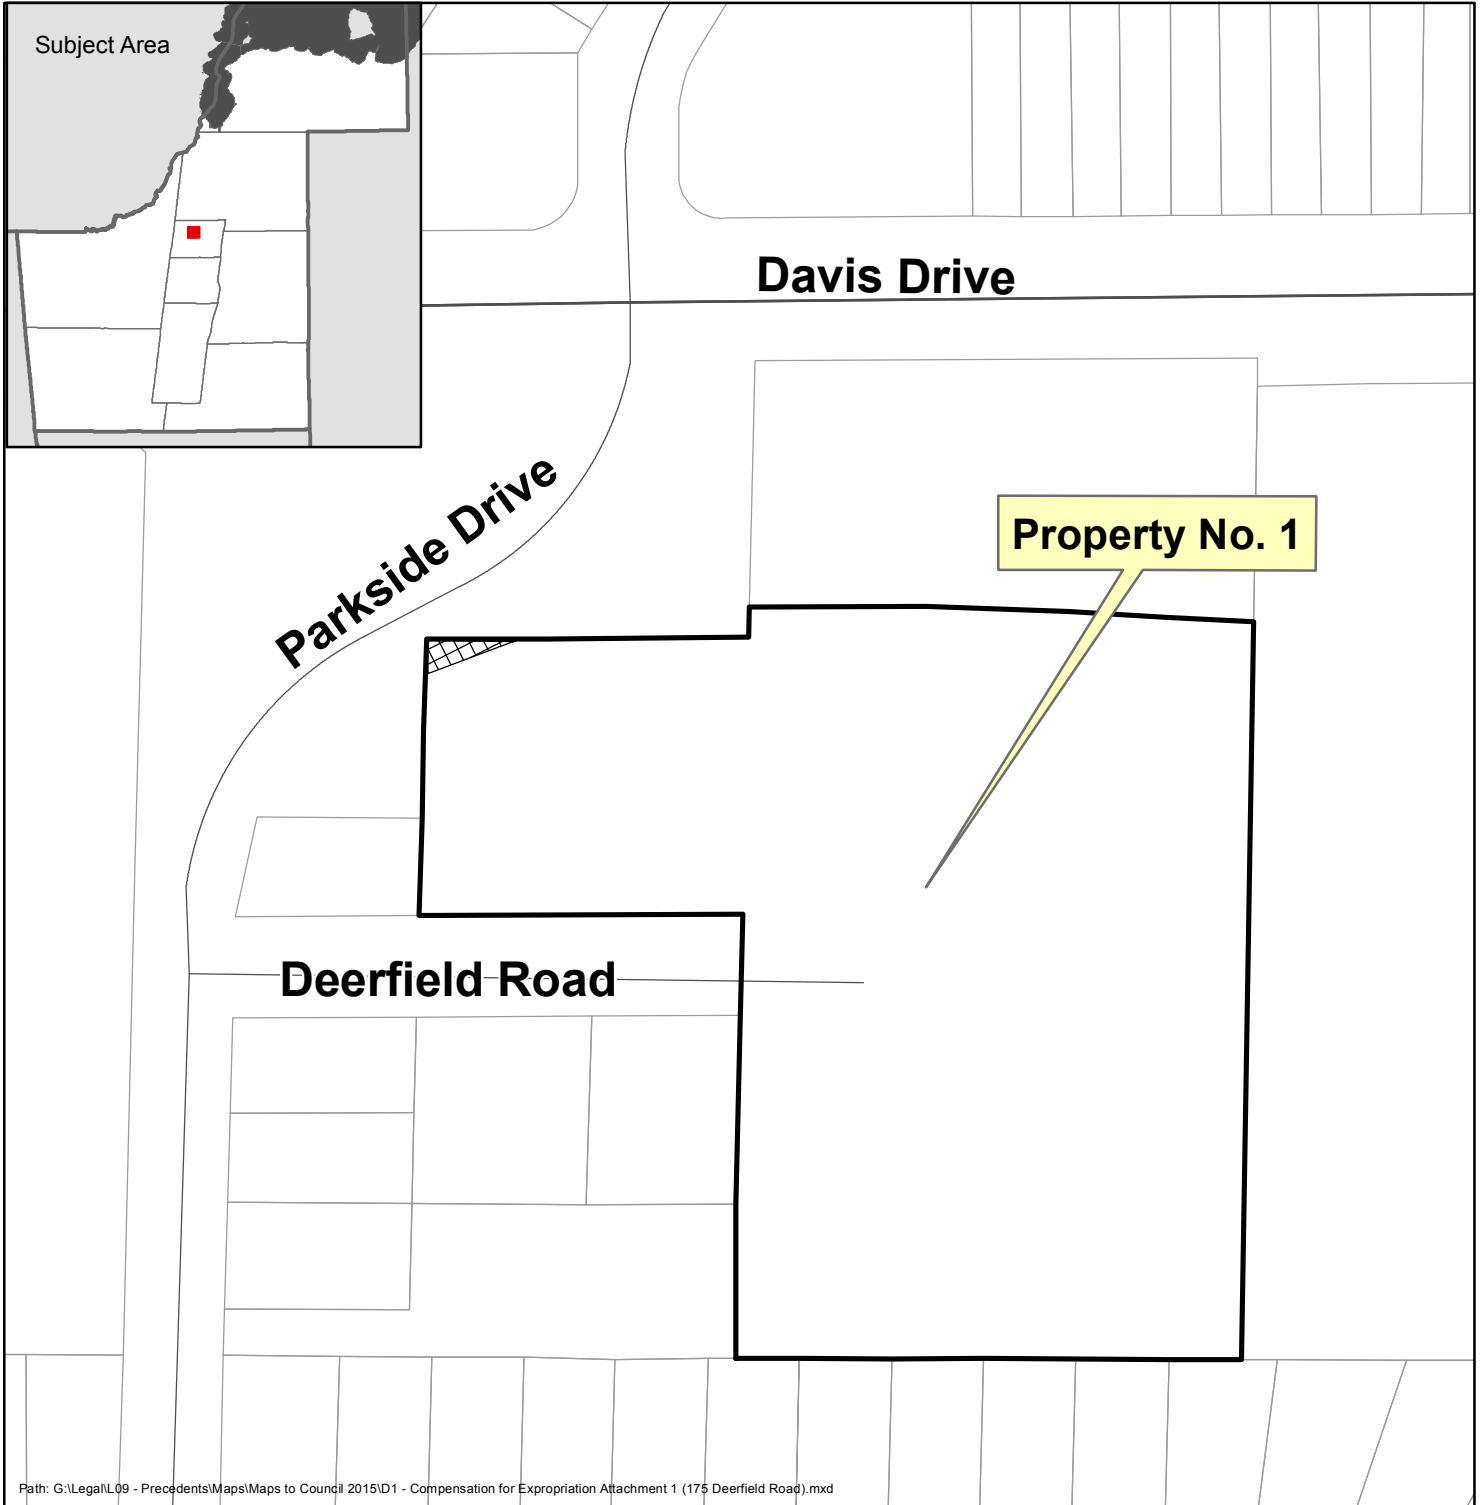 Subject Area
Davis Drive
Parkside Drive
Property No. 1
Deerfield Road
Path: G:\Legal\L09 - Precedents\Maps\Maps to Council 2015\D1 - Compensation for Expropriation Attachment 1 (175 Deerfield Road).mxd